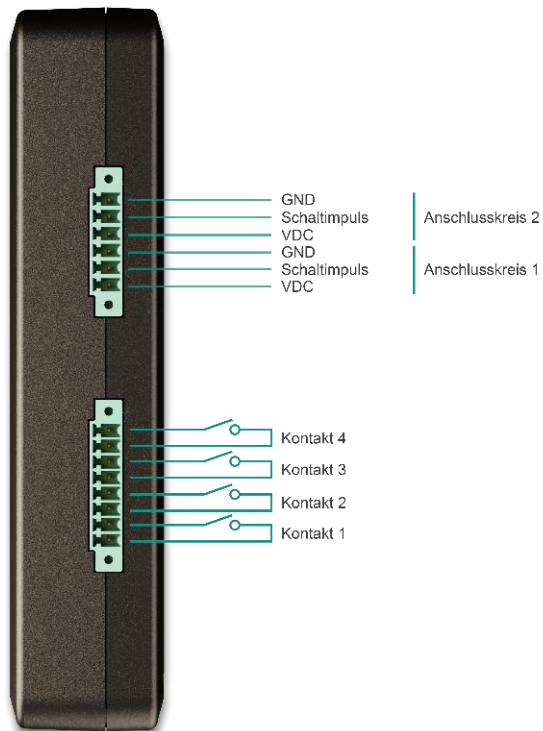 GND
Schaltimpuls
VDC
Anschlusskreis 2
GND
Schaltimpuls
VDC
Anschlusskreis 1
Kontakt 4
Kontakt 3
Kontakt 2
Kontakt 1